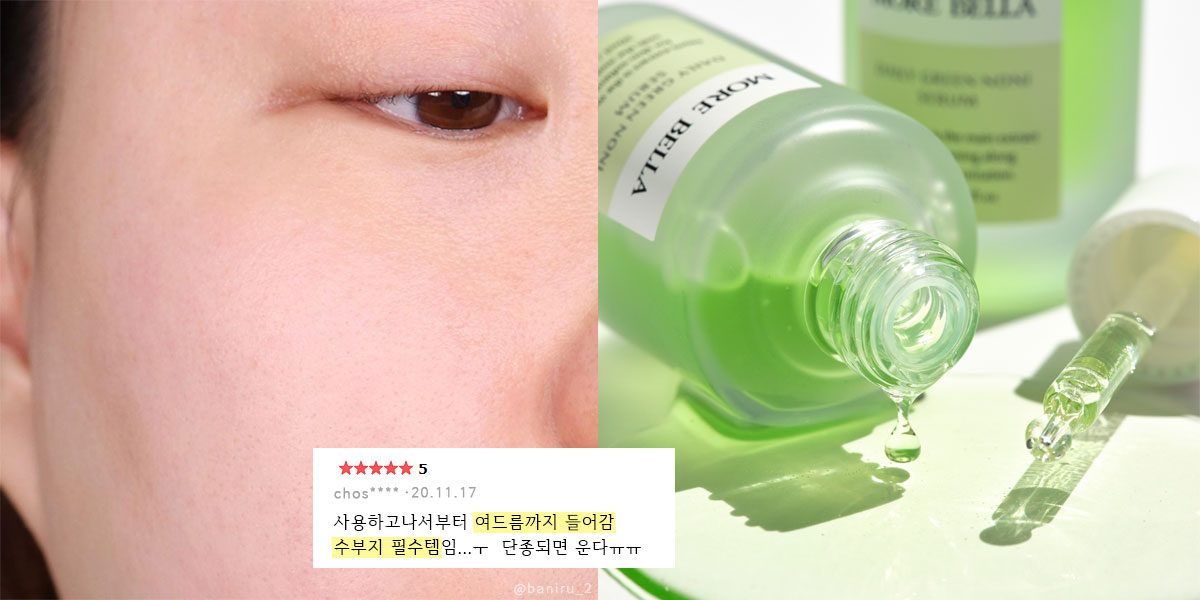 MORE BELLA
DAILY GREEN NONI
SERUM
MORE BELLA
DAILY GREEN NONI
SERUM
★★★★★ 5
chos**** ·20.11.17
사용하고나서부터 여드름까지 들어감
수부지 필수템임...ㅜ 단종되면 운다ㅠㅠ
@baniru_2